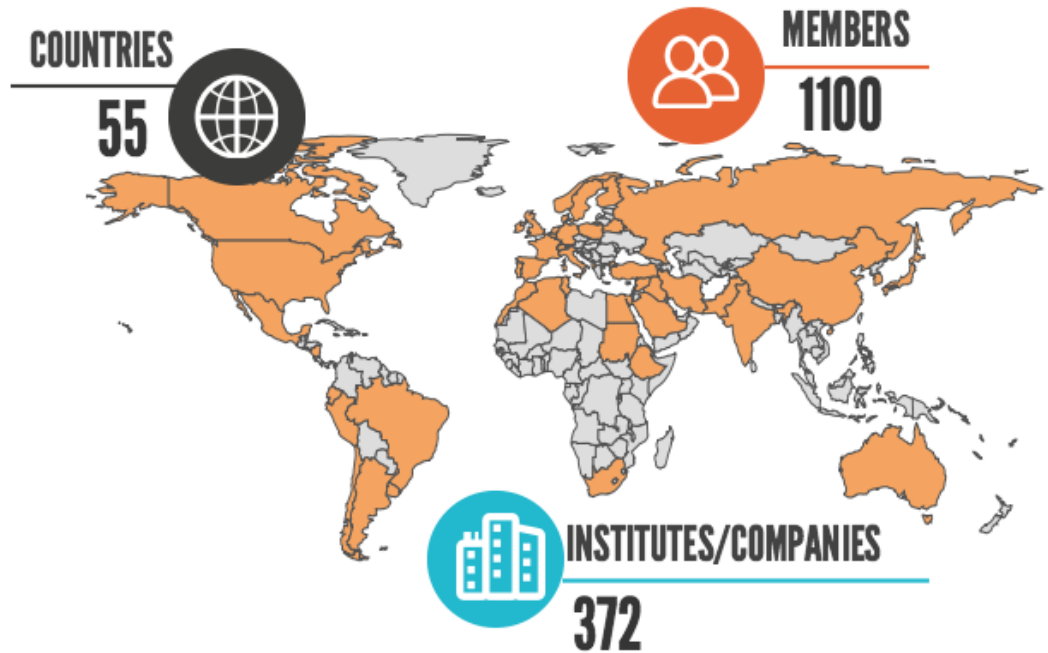 COUNTRIES
55
MEMBERS
1100
INSTITUTES/COMPANIES
372